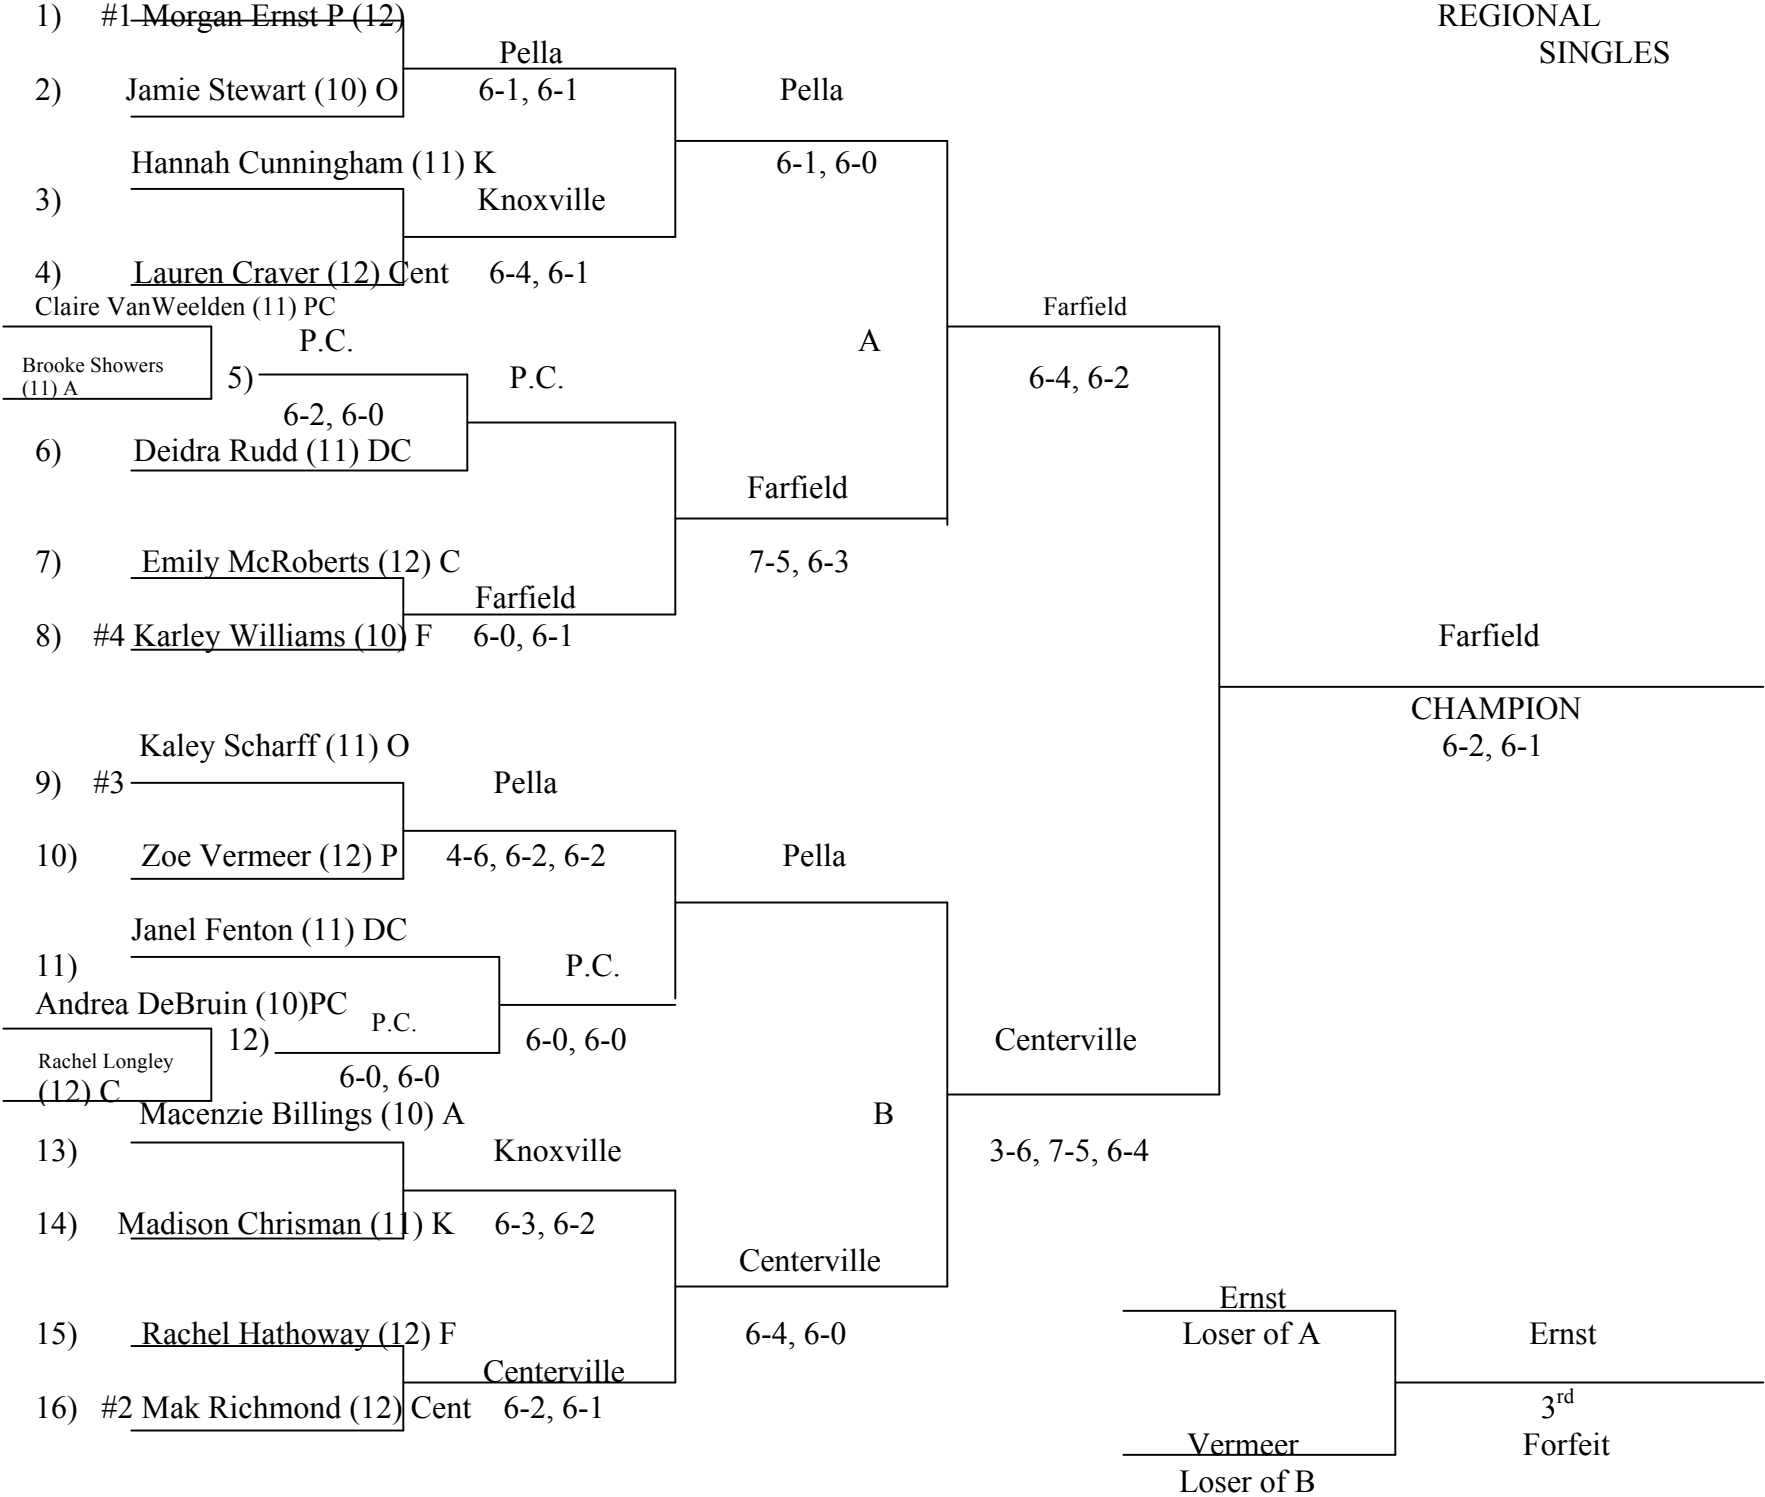 1) #1 Morgan Ernst P (12)
REGIONAL
SINGLES
Pella
2) Jamie Stewart (10) O
6-1, 6-1
Pella
Hannah Cunningham (11) K
6-1, 6-0
3)
Knoxville
4) Lauren Craver (12) Cent
6-4, 6-1
Claire VanWeelden (11) PC
Farfield
P.C.
A
Brooke Showers
(11) A
5)
P.C.
6-4, 6-2
6-2, 6-0
6) Deidra Rudd (11) DC
Farfield
7) Emily McRoberts (12) C
7-5, 6-3
Farfield
8) #4 Karley Williams (10) F
6-0, 6-1
Farfield
CHAMPION
6-2, 6-1
Kaley Scharff (11) O
9) #3
Pella
10) Zoe Vermeer (12) P
4-6, 6-2, 6-2
Pella
Janel Fenton (11) DC
11)
P.C.
Andrea DeBruin (10)PC
P.C.
12)
6-0, 6-0
Centerville
Rachel Longley
(12) C
6-0, 6-0
Macenzie Billings (10) A
B
13)
Knoxville
3-6, 7-5, 6-4
14) Madison Chrisman (11) K
6-3, 6-2
Centerville
Ernst
15) Rachel Hathoway (12) F
6-4, 6-0
Loser of A
Ernst
Centerville
16) #2 Mak Richmond (12) Cent
6-2, 6-1
3rd
Vermeer
Forfeit
Loser of B